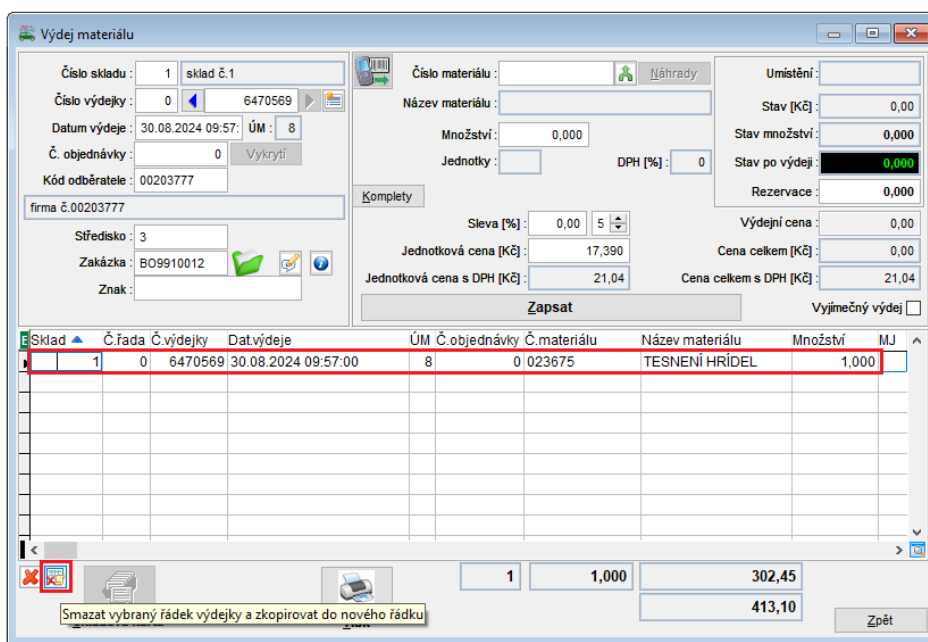 Výdej materiálu
Číslo skladu : 1 sklad č.1
Číslo výdejky : 0 6470569
Datum výdeje : 30.08.2024 09:57: ÚM : 8
Č. objednávky : 0 Vykrytí
Kód odběratele : 00203777
firma č.00203777
Středisko : 3
Zakázka : BO9910012
Znak :
Číslo materiálu : Náhrady
Název materiálu :
Množství : 0,000
Jednotky : DPH [%] : 0
Komplety
Sleva [%] : 0,00 5
Jednotková cena [Kč] : 17,390
Jednotková cena s DPH [Kč] : 21,04
Umístění :
Stav [Kč] : 0,00
Stav množství : 0,000
Stav po výdeji : 0,000
Rezervace : 0,000
Výdejní cena : 0,00
Cena celkem [Kč] : 0,00
Cena celkem s DPH [Kč] : 21,04
Zapsat
Vyjímečný výdej
Sklad Č.řada Č.výdejky Dat.výdeje ÚM Č.objednávky Č.materiálu Název materiálu Množství MJ
1 0 6470569 30.08.2024 09:57:00 8 0 023675 TESNENÍ HRÍDEL 1,000
1 1,000 302,45
413,10
Smazat vybraný řádek výdejky a zkopirovat do nového řádku
Zpět